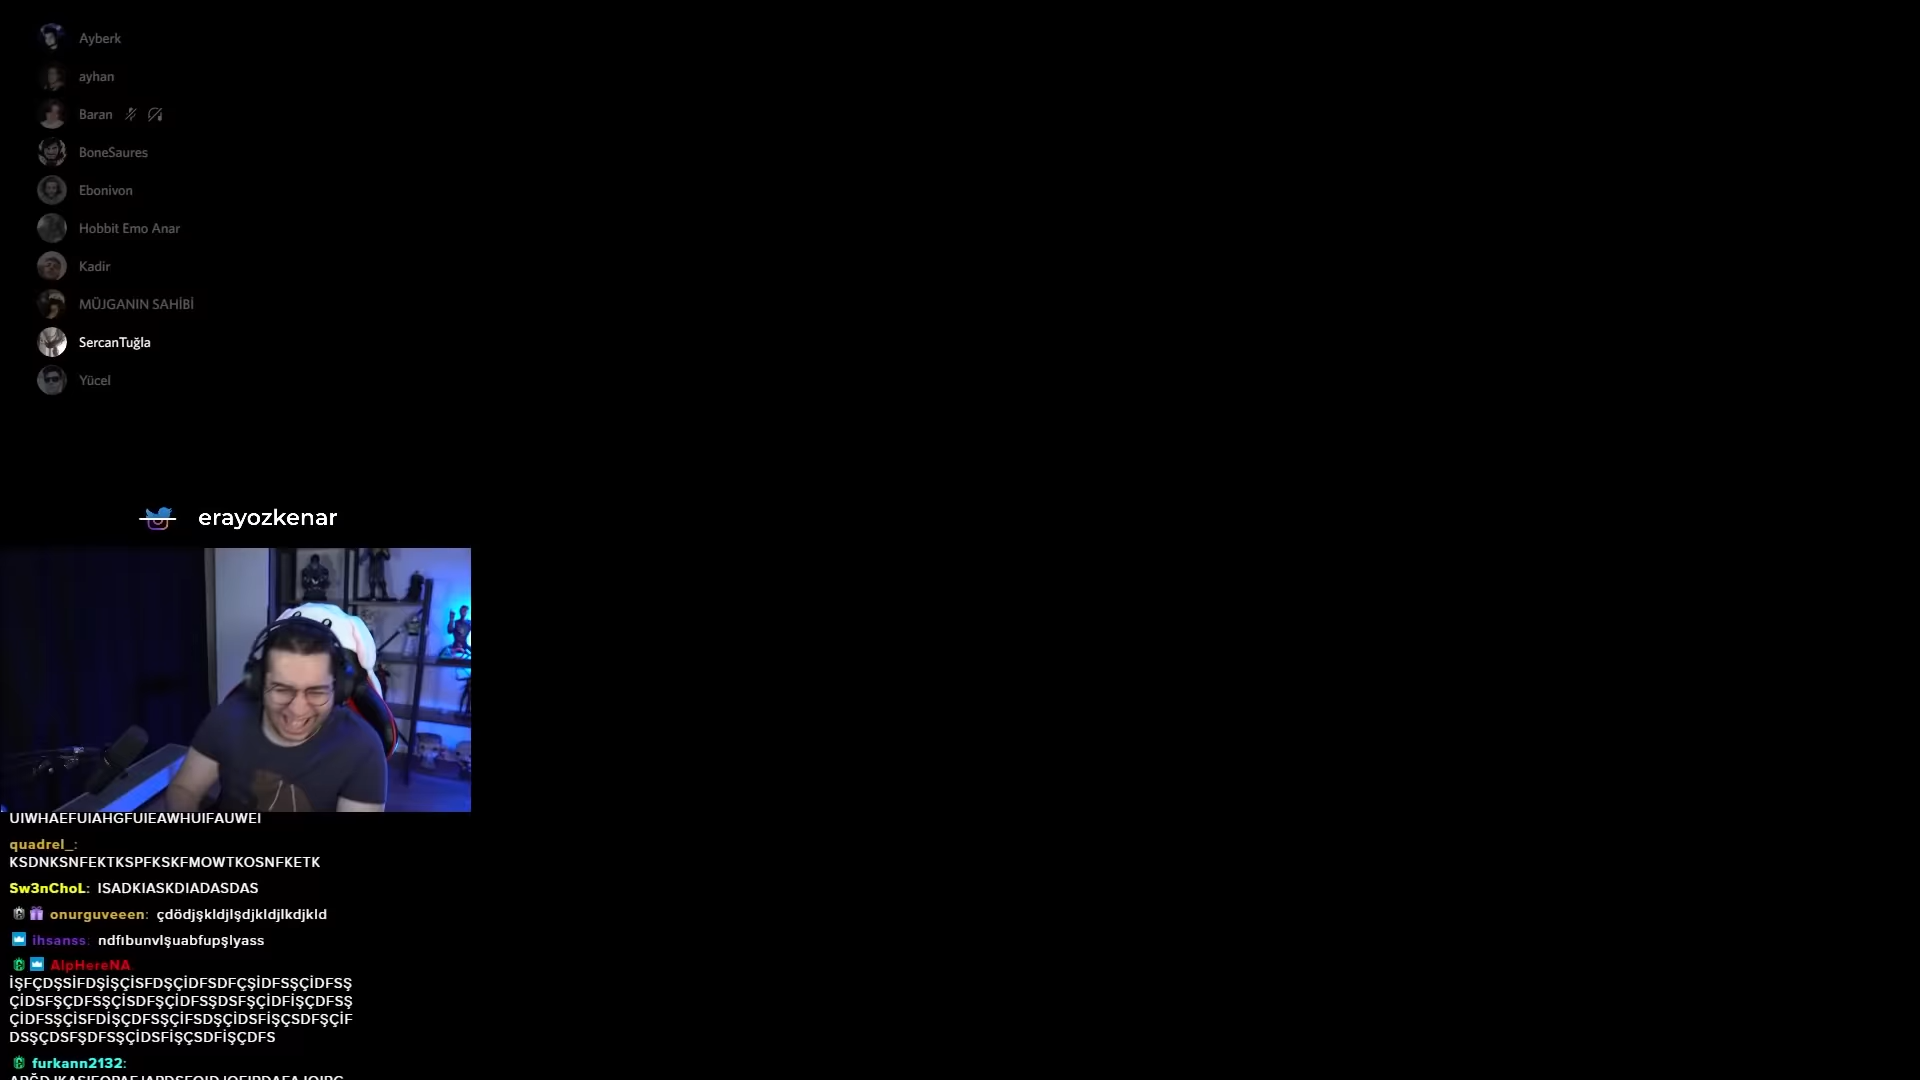 Ayberk
ayhan
Baran
BoneSaures
Ebonivon
Hobbit Emo Anar
Kadir
MÜJGANIN SAHİBİ
SercanTuğla
Yücel
erayozkenar
UIWHAEFUIAHGFUIEAWHUIFAUWEI
quadrel_:
KSDNKSNFEKTKSPFKSKFMOWTKOSNFKETK
Sw3nChoL: ISADKIASKDIADASDAS
onurguveeen: çdödjşkldjlşdjkldjlkdjkld
ihsanss: ndfıbunvlşuabfupşlyass
AlpHereNA
İŞFÇDŞSİFDŞİŞÇİSFDŞÇİDFSDFÇŞİDFSŞÇİDFSŞ
ÇİDSFŞÇDFSŞÇİSDFŞÇİDFSŞDSFŞÇİDFİŞÇDFSŞ
ÇİDFSŞÇİSFDİŞÇDFSŞÇİFSDŞÇİDSFİŞÇSDFŞÇİF
DSŞÇDSFŞDFSŞÇİDSFİŞÇSDFİŞÇDFS
furkann2132: